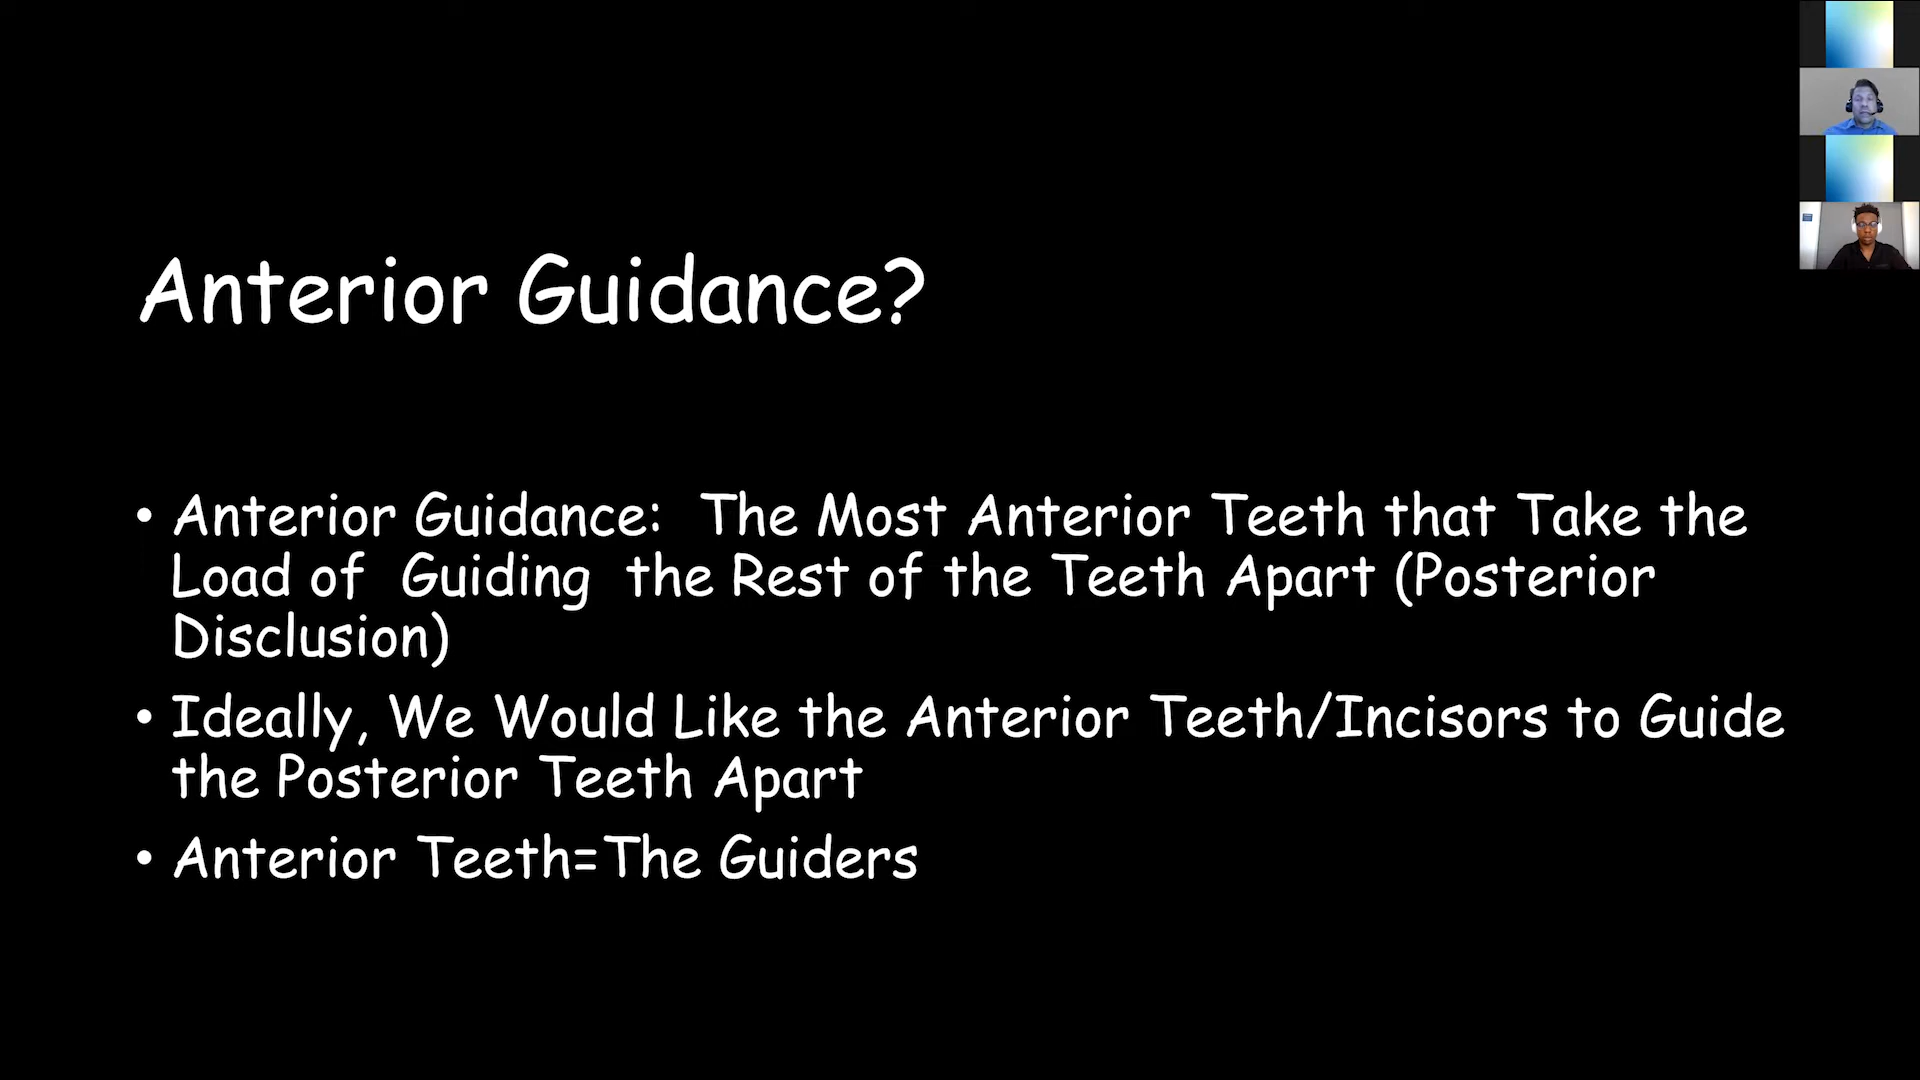 Anterior Guidance?
• Anterior Guidance:  The Most Anterior Teeth that Take the
Load of  Guiding  the Rest of the Teeth Apart (Posterior
Disclusion)
• Ideally, We Would Like the Anterior Teeth/Incisors to Guide
the Posterior Teeth Apart
• Anterior Teeth=The Guiders